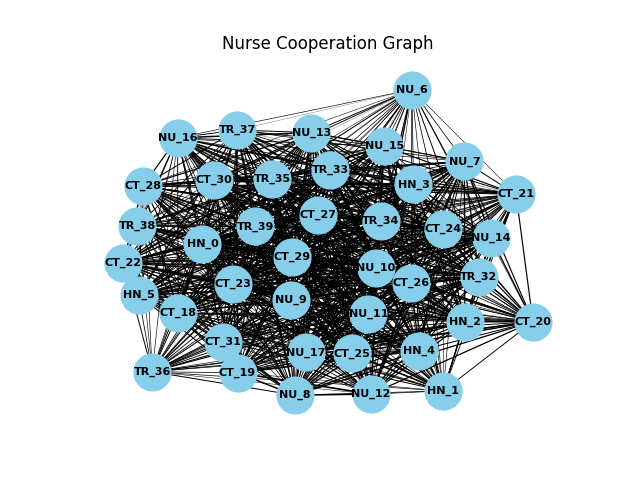 Nurse Cooperation Graph
NU_6
TR_37
NU_13
NU_16
NU_15
NU_7
TR_33
TR_35
CT_30
HN_3
CT_28
CT_21
CT_27
TR_34
TR_38
TR_39
CT_24
NU_14
HN_0
CT_29
CT_22
NU_10
TR_32
CT_26
CT_23
HN_5
NU_9
CT_18
NU_11
HN_2
CT_20
CT_31
NU_17
CT_25
HN_4
TR_36
CT_19
HN_1
NU_12
NU_8